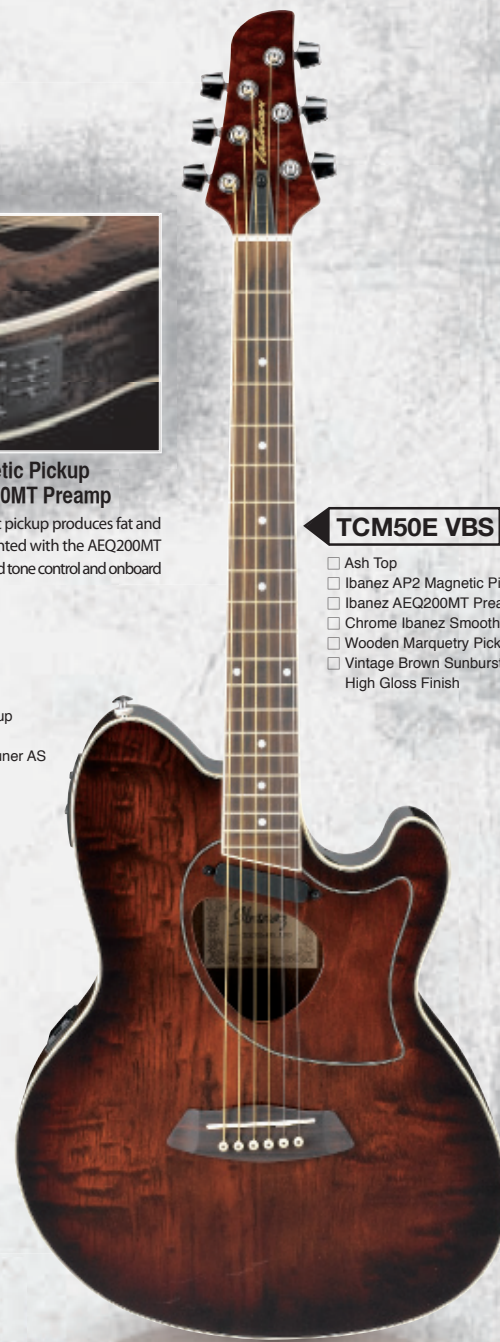 Talman
etic Pickup
0MT Preamp
t pickup produces fat and
nted with the AEQ200MT
d tone control and onboard
TCM50E VBS
Ash Top
Ibanez AP2 Magnetic Pi
Ibanez AEQ200MT Prea
Chrome Ibanez Smooth
Wooden Marquetry Pick
Vintage Brown Sunburst
High Gloss Finish
up
ner AS
Ibanez